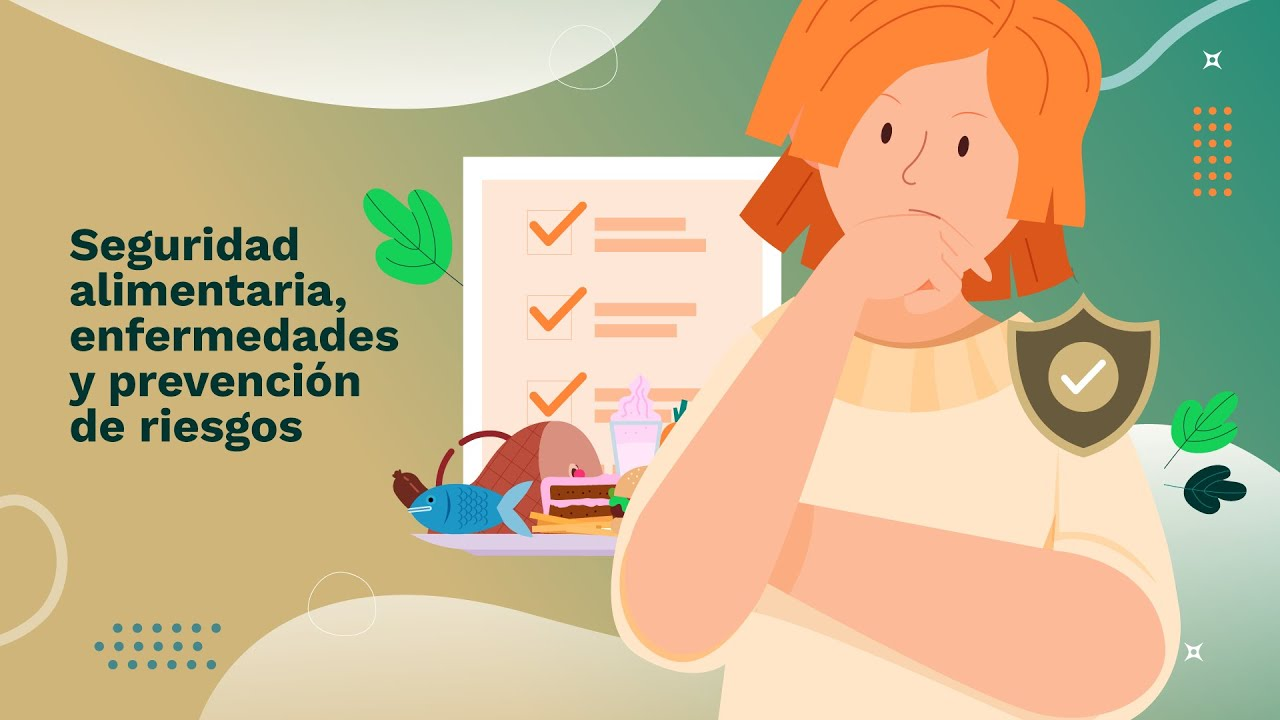 Seguridad
alimentaria,
enfermedades
y prevención
de riesgos